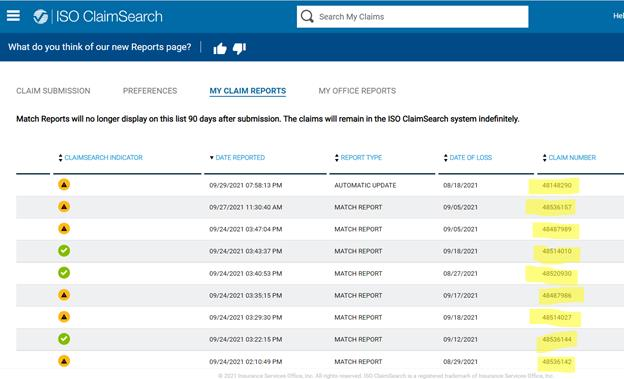 ISO ClaimSearch Search My Claims Hel
What do you think of our new Reports page?
CLAIM SUBMISSION PREFERENCES MY CLAIM REPORTS MY OFFICE REPORTS
Match Reports will no longer display on this list 90 days after submission. The claims will remain in the ISO ClaimSearch system indefinitely.
CLAIMSEARCH INDICATOR DATE REPORTED REPORT TYPE DATE OF LOSS CLAIM NUMBER
09/29/2021 07:58:13 PM AUTOMATIC UPDATE 08/18/2021 48148290
09/27/2021 11:30:40 AM MATCH REPORT 09/05/2021 48536157
09/24/2021 03:47:04 PM MATCH REPORT 09/05/2021 48487989
09/24/2021 03:43:37 PM MATCH REPORT 09/18/2021 48514010
09/24/2021 03:40:53 PM MATCH REPORT 08/27/2021 48520930
09/24/2021 03:35:15 PM MATCH REPORT 09/17/2021 48487986
09/24/2021 03:29:30 PM MATCH REPORT 09/18/2021 48514027
09/24/2021 03:22:15 PM MATCH REPORT 09/12/2021 48536144
09/24/2021 02:10:49 PM MATCH REPORT 08/29/2021 48536142
© 2021 Insurance Services Office, Inc. All rights reserved. ISO ClaimSearch is a registered trademark of Insurance Services Office, Inc.